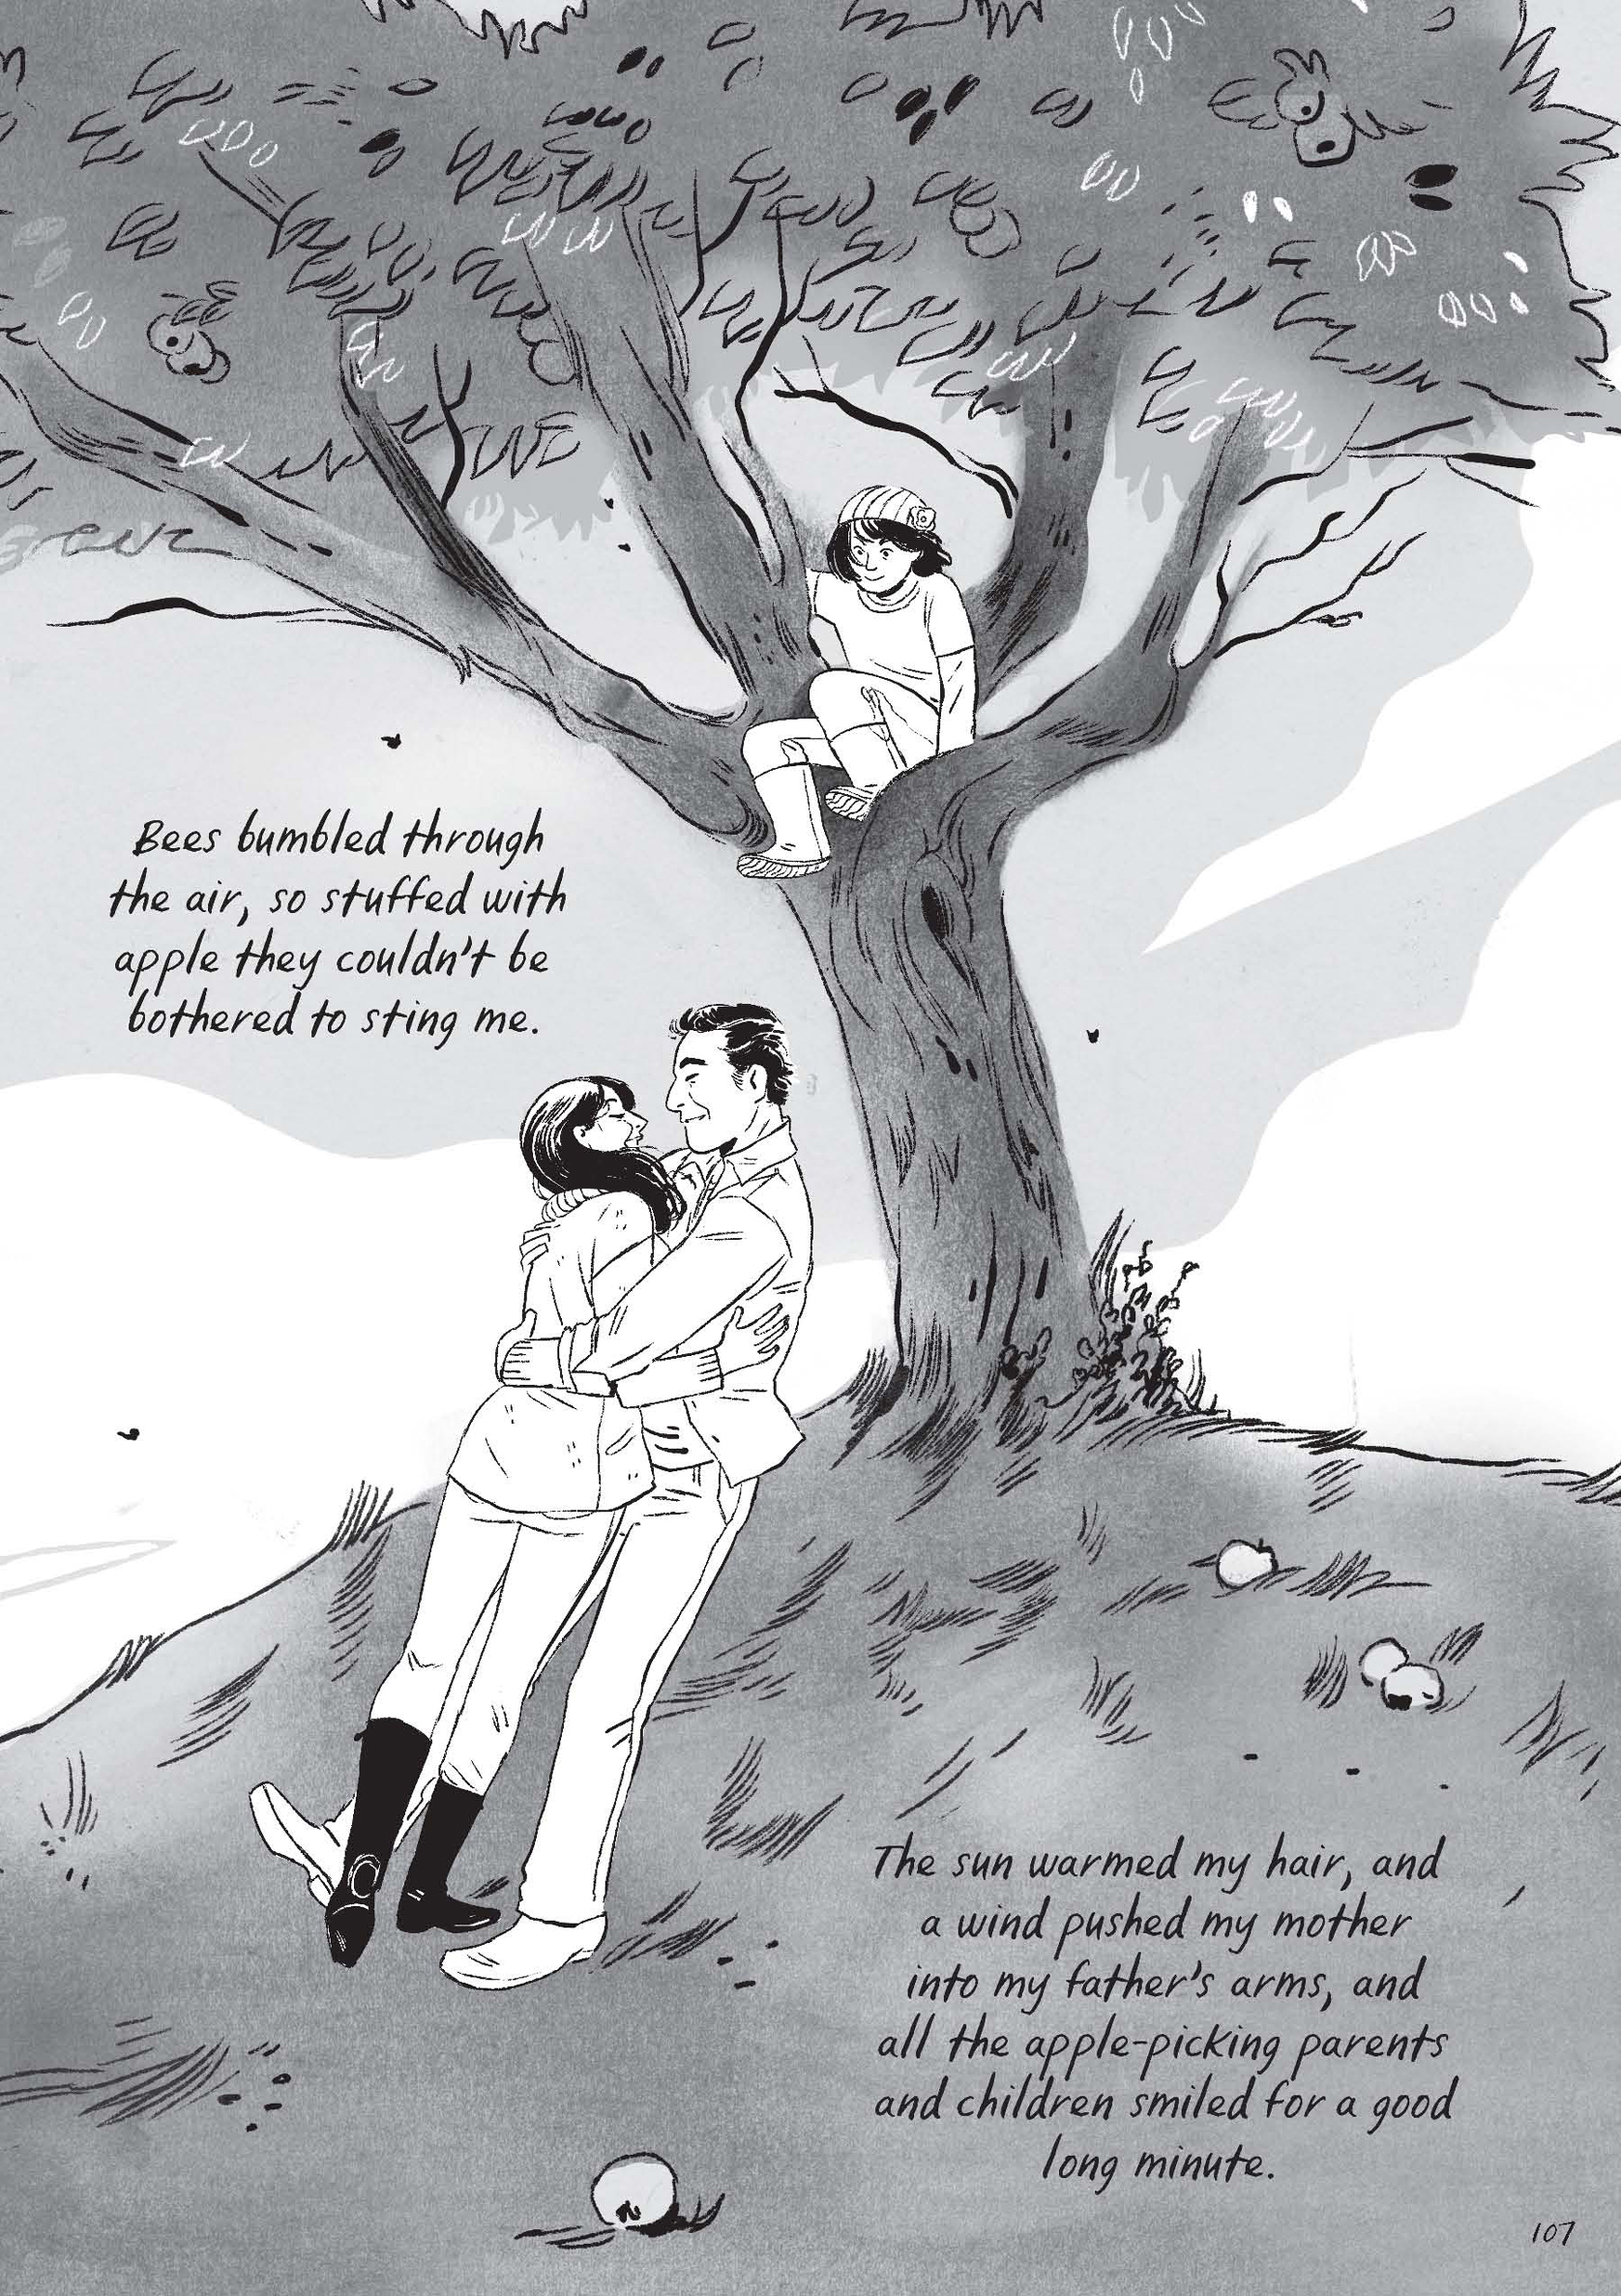 Bees bumbled through
the air, so stuffed with
apple they couldn't be
bothered to sting me.
The sun warmed my hair, and
a wind pushed my mother
into my father's arms, and
all the apple-picking parents
and children smiled for a good
long minute.
107